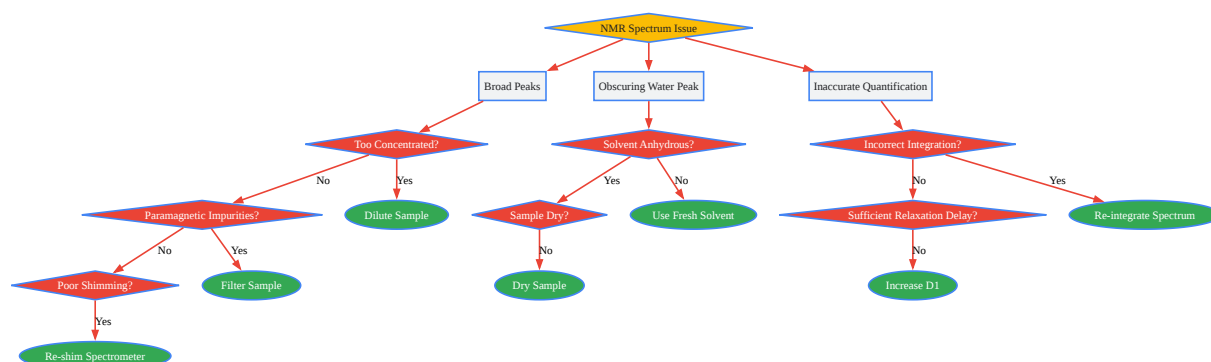 NMR Spectrum Issue
Broad Peaks
Obscuring Water Peak
Inaccurate Quantification
Too Concentrated?
Solvent Anhydrous?
Incorrect Integration?
No
Yes
Yes
No
No
Yes
Paramagnetic Impurities?
Dilute Sample
Sample Dry?
Use Fresh Solvent
Sufficient Relaxation Delay?
Re-integrate Spectrum
No
Yes
No
No
Poor Shimming?
Filter Sample
Dry Sample
Increase D1
Yes
Re-shim Spectrometer